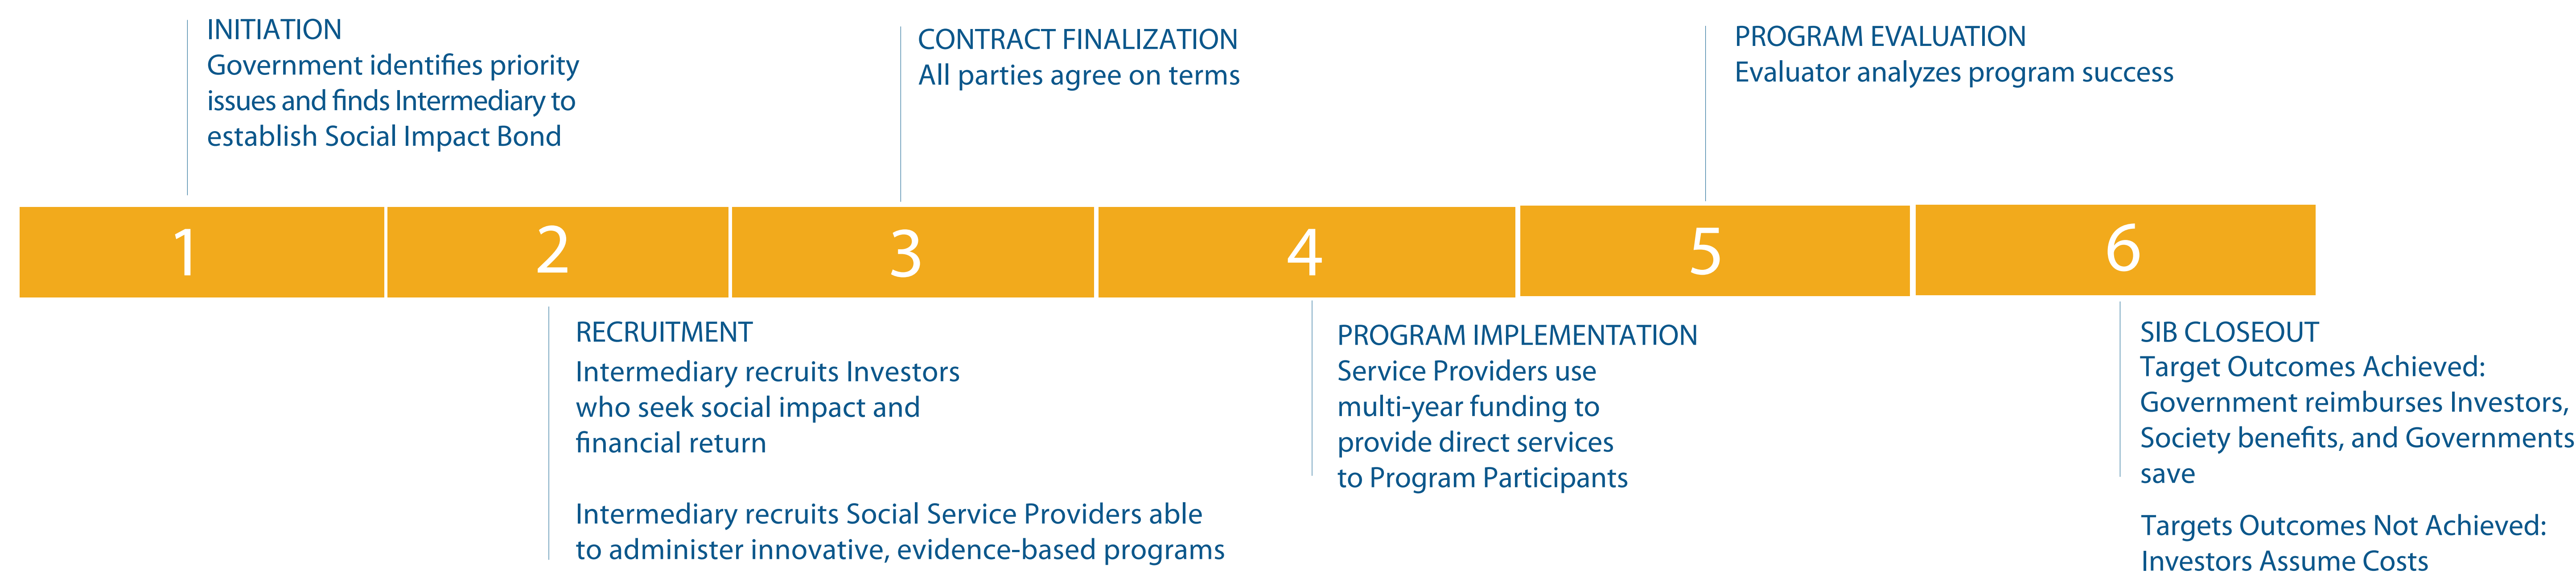 INITIATION
Government identifies priority
issues and finds Intermediary to
establish Social Impact Bond
CONTRACT FINALIZATION
All parties agree on terms
PROGRAM EVALUATION
Evaluator analyzes program success
1
2
3
4
5
6
RECRUITMENT
Intermediary recruits Investors
who seek social impact and
financial return
Intermediary recruits Social Service Providers able
to administer innovative, evidence-based programs
PROGRAM IMPLEMENTATION
Service Providers use
multi-year funding to
provide direct services
to Program Participants
SIB CLOSEOUT
Target Outcomes Achieved:
Government reimburses Investors,
Society benefits, and Governments
save
Targets Outcomes Not Achieved:
Investors Assume Costs